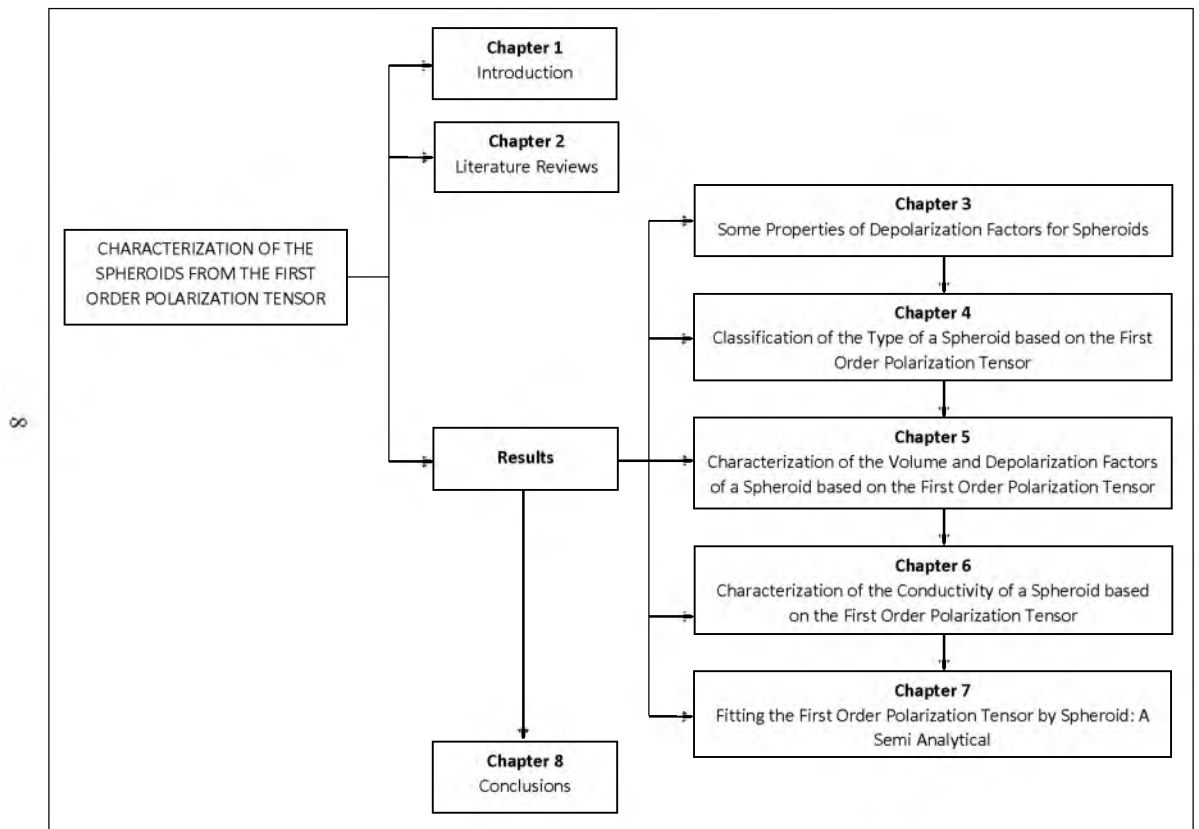 Chapter 1
Introduction
Chapter 2
Literature Reviews
CHARACTERIZATION OF THE
SPHEROIDS FROM THE FIRST
ORDER POLARIZATION TENSOR
Results
Chapter 3
Some Properties of Depolarization Factors for Spheroids
Chapter 4
Classification of the Type of a Spheroid based on the First
Order Polarization Tensor
Chapter 5
Characterization of the Volume and Depolarization Factors
of a Spheroid based on the First Order Polarization Tensor
Chapter 6
Characterization of the Conductivity of a Spheroid based
on the First Order Polarization Tensor
Chapter 7
Fitting the First Order Polarization Tensor by Spheroid: A
Semi Analytical
Chapter 8
Conclusions
8